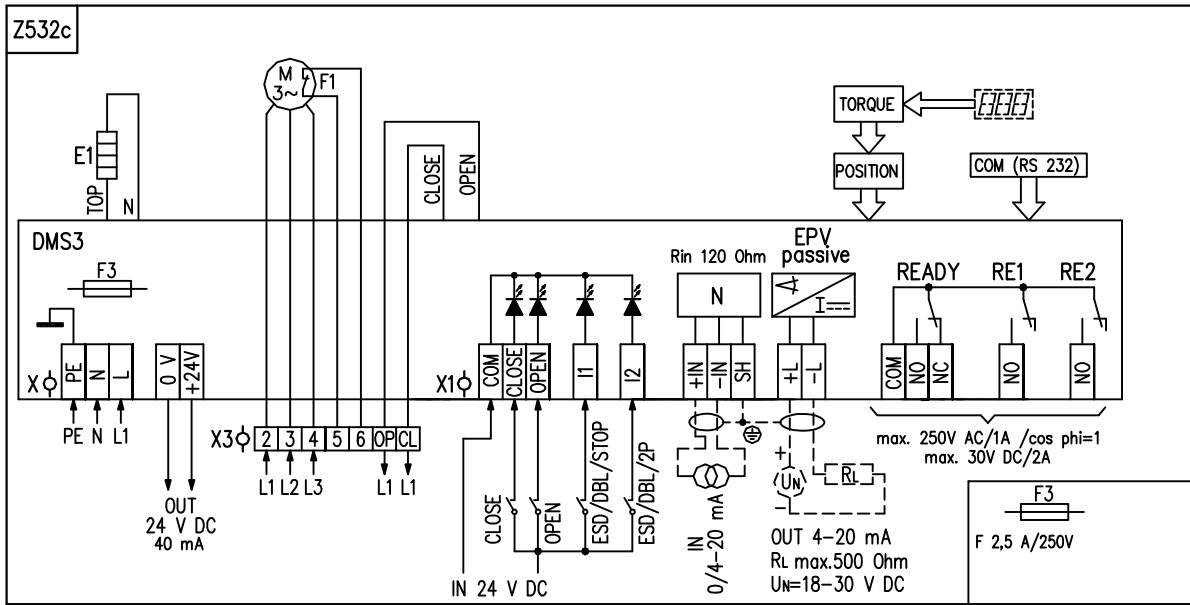 Z532c
M
3~
F1
E1
TOP
N
CLOSE
OPEN
TORQUE
POSITION
COM (RS 232)
DMS3
F3
Rin 120 Ohm
N
EPV
passive
I
READY
RE1
RE2
X
PE
N
L
0 V
+24V
X1
COM
CLOSE
OPEN
I1
I2
+IN
-IN
SH
+L
-L
COM
NO
NC
NO
NO
PE N L1
X3
2 3 4 5 6 OP CL
L1 L2 L3
L1 L1
OUT
24 V DC
40 mA
CLOSE
OPEN
ESD/DBL/STOP
ESD/DBL/2P
IN 24 V DC
IN
0/4-20 mA
+
UN
-
RL
OUT 4-20 mA
RL max.500 Ohm
UN=18-30 V DC
max. 250V AC/1A /cos phi=1
max. 30V DC/2A
F3
F 2,5 A/250V